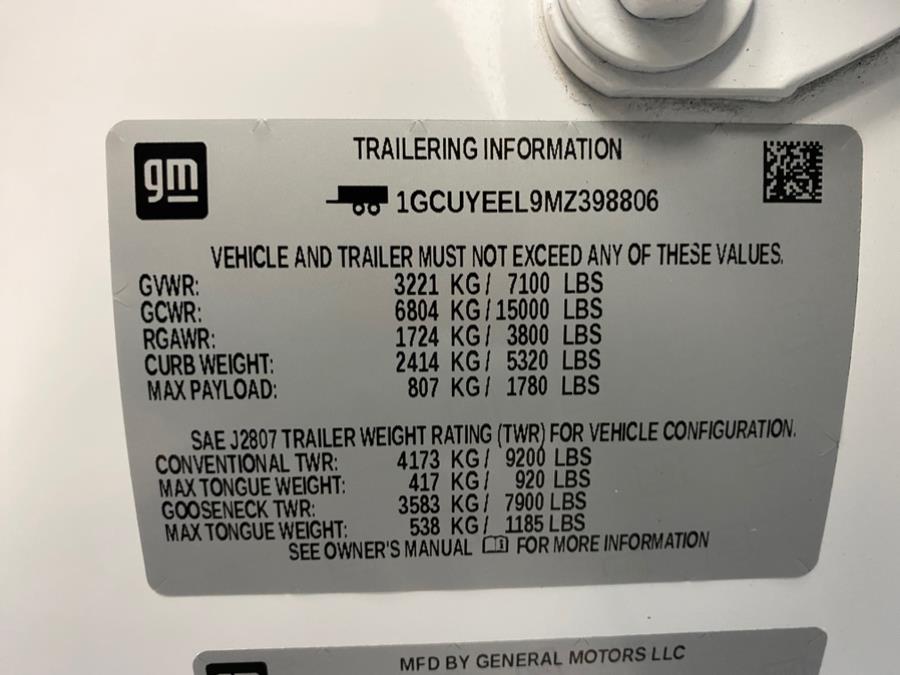 gm
TRAILERING INFORMATION
1GCUYEEL9MZ398806
VEHICLE AND TRAILER MUST NOT EXCEED ANY OF THESE VALUES.
GVWR: 3221 KG / 7100 LBS
GCWR: 6804 KG / 15000 LBS
RGAWR: 1724 KG / 3800 LBS
CURB WEIGHT: 2414 KG / 5320 LBS
MAX PAYLOAD: 807 KG / 1780 LBS
SAE J2807 TRAILER WEIGHT RATING (TWR) FOR VEHICLE CONFIGURATION.
CONVENTIONAL TWR: 4173 KG / 9200 LBS
MAX TONGUE WEIGHT: 417 KG / 920 LBS
GOOSENECK TWR: 3583 KG / 7900 LBS
MAX TONGUE WEIGHT: 538 KG / 1185 LBS
SEE OWNER'S MANUAL FOR MORE INFORMATION
MFD BY GENERAL MOTORS LLC